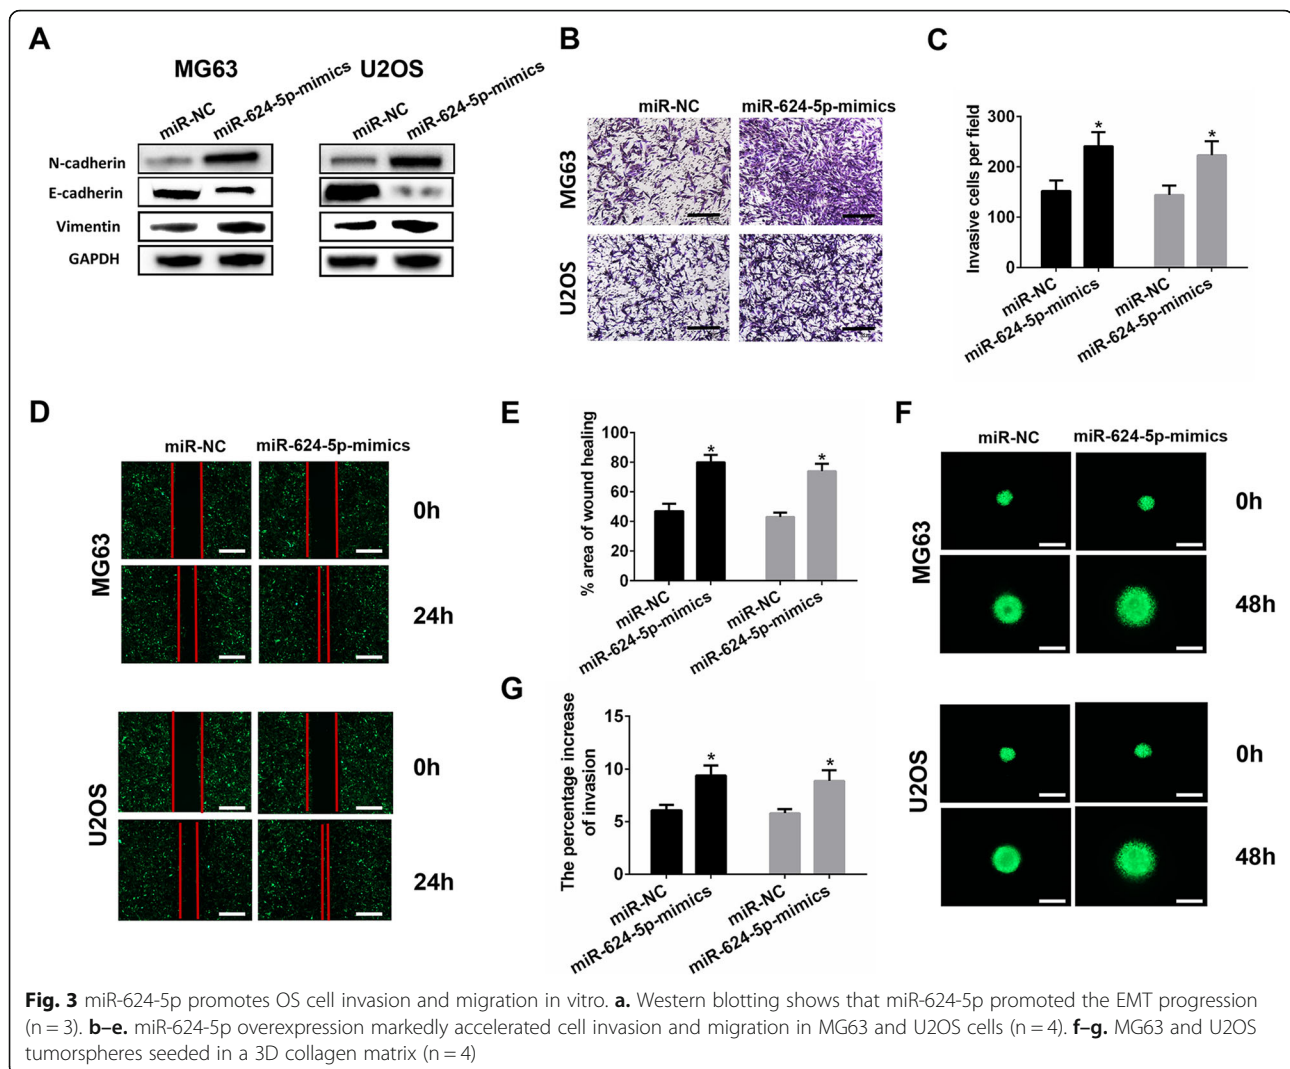 A
MG63
U2OS
miR-NC
miR-624-5p-mimics
miR-NC
miR-624-5p-mimics
N-cadherin
E-cadherin
Vimentin
GAPDH
B
miR-NC
miR-624-5p-mimics
MG63
U2OS
C
Invasive cells per field
300
200
100
0
*
*
miR-NC
miR-624-5p-mimics
miR-NC
miR-624-5p-mimics
D
miR-NC
miR-624-5p-mimics
MG63
0h
24h
U2OS
0h
24h
E
% area of wound healing
100
80
60
40
20
0
*
*
miR-NC
miR-624-5p-mimics
miR-NC
miR-624-5p-mimics
F
miR-NC
miR-624-5p-mimics
MG63
0h
48h
U2OS
0h
48h
G
The percentage increase
of invasion
15
10
5
0
*
*
miR-NC
miR-624-5p-mimics
miR-NC
miR-624-5p-mimics
Fig. 3 miR-624-5p promotes OS cell invasion and migration in vitro. a. Western blotting shows that miR-624-5p promoted the EMT progression
(n = 3). b–e. miR-624-5p overexpression markedly accelerated cell invasion and migration in MG63 and U2OS cells (n = 4). f–g. MG63 and U2OS
tumorspheres seeded in a 3D collagen matrix (n = 4)